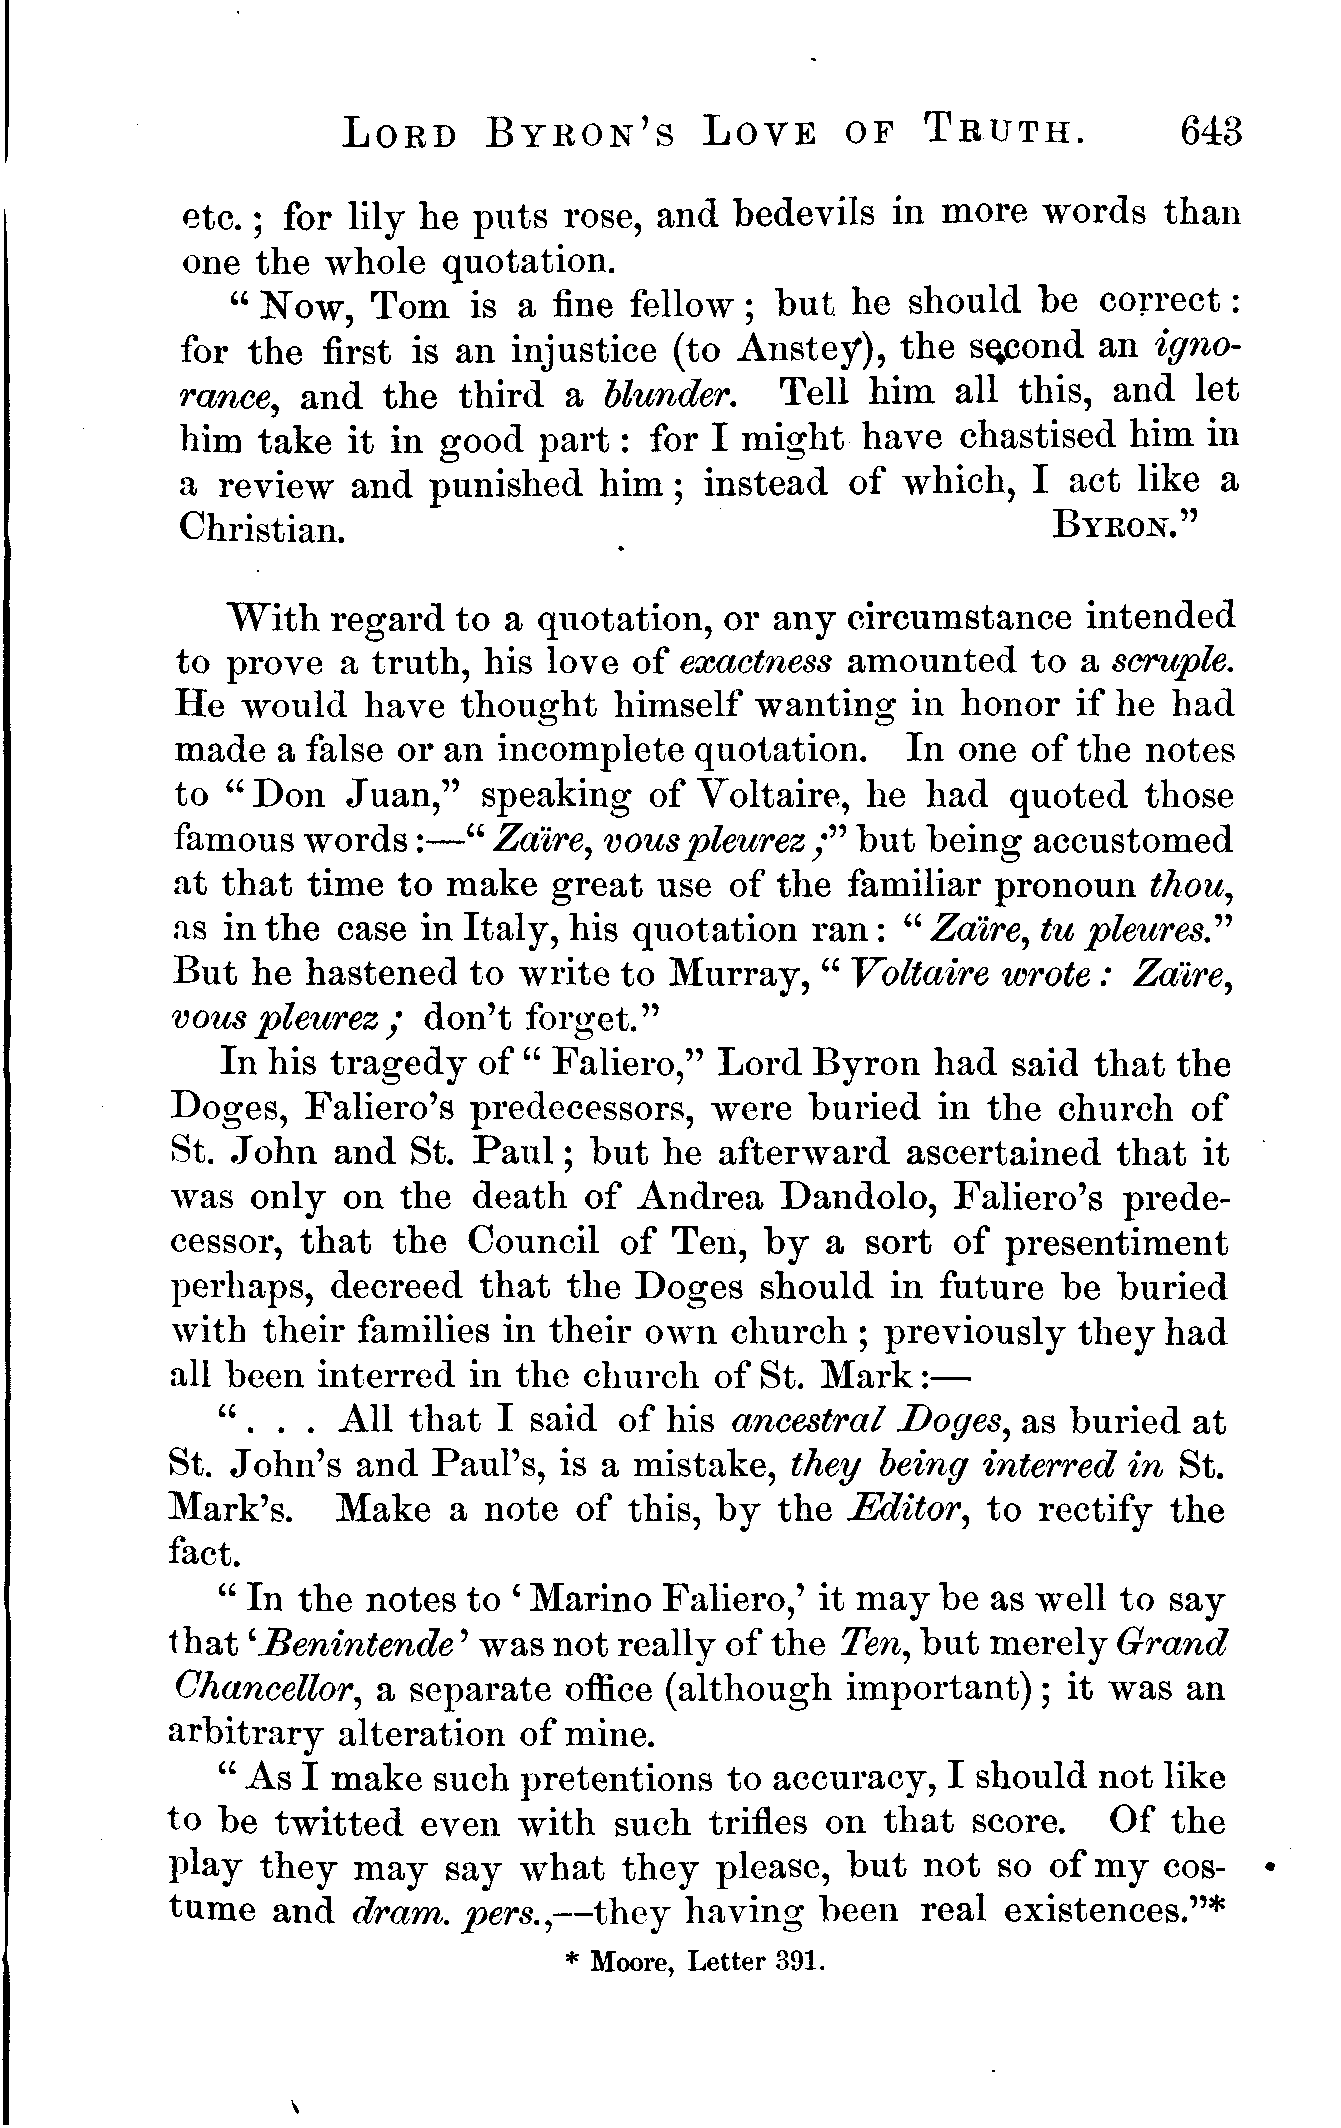 LORD BYRON'S LOVE OF TRUTH. 643
etc. ; for lily he puts rose, and bedevils in more words than
one the whole quotation.
“ Now, Tom is a fine fellow ; but he should be correct :
for the first is an injustice (to Anstey), the second an igno-
rance, and the third a blunder. Tell him all this, and let
him take it in good part : for I might have chastised him in
a review and punished him ; instead of which, I act like a
Christian. BYRON.”
With regard to a quotation, or any circumstance intended
to prove a truth, his love of exactness amounted to a scruple.
He would have thought himself wanting in honor if he had
made a false or an incomplete quotation. In one of the notes
to “ Don Juan,” speaking of Voltaire, he had quoted those
famous words :—“ Zaïre, vous pleurez ;” but being accustomed
at that time to make great use of the familiar pronoun thou,
as in the case in Italy, his quotation ran : “ Zaïre, tu pleures.”
But he hastened to write to Murray, “ Voltaire wrote : Zaïre,
vous pleurez ; don't forget.”
In his tragedy of “ Faliero,” Lord Byron had said that the
Doges, Faliero's predecessors, were buried in the church of
St. John and St. Paul ; but he afterward ascertained that it
was only on the death of Andrea Dandolo, Faliero's prede-
cessor, that the Council of Ten, by a sort of presentiment
perhaps, decreed that the Doges should in future be buried
with their families in their own church ; previously they had
all been interred in the church of St. Mark :—
“ . . . All that I said of his ancestral Doges, as buried at
St. John's and Paul's, is a mistake, they being interred in St.
Mark's. Make a note of this, by the Editor, to rectify the
fact.
“ In the notes to ‘ Marino Faliero,’ it may be as well to say
that ‘ Benintende ’ was not really of the Ten, but merely Grand
Chancellor, a separate office (although important) ; it was an
arbitrary alteration of mine.
“ As I make such pretentions to accuracy, I should not like
to be twitted even with such trifles on that score. Of the
play they may say what they please, but not so of my cos-
tume and dram. pers.,—they having been real existences.”*
* Moore, Letter 391.